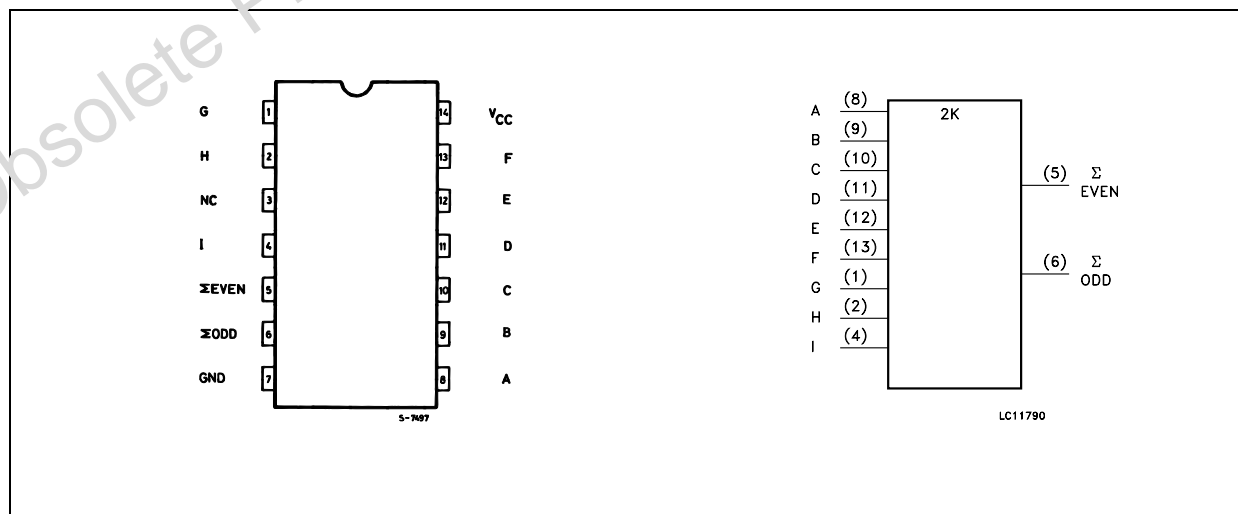 Obsolete
G 1 14 VCC
H 2 13 F
NC 3 12 E
I 4 11 D
ΣEVEN 5 10 C
ΣODD 6 9 B
GND 7 8 A
S-7497
2K
A (8)
B (9)
C (10)
D (11)
E (12)
F (13)
G (1)
H (2)
I (4)
(5) Σ
EVEN
(6) Σ
ODD
LC11790